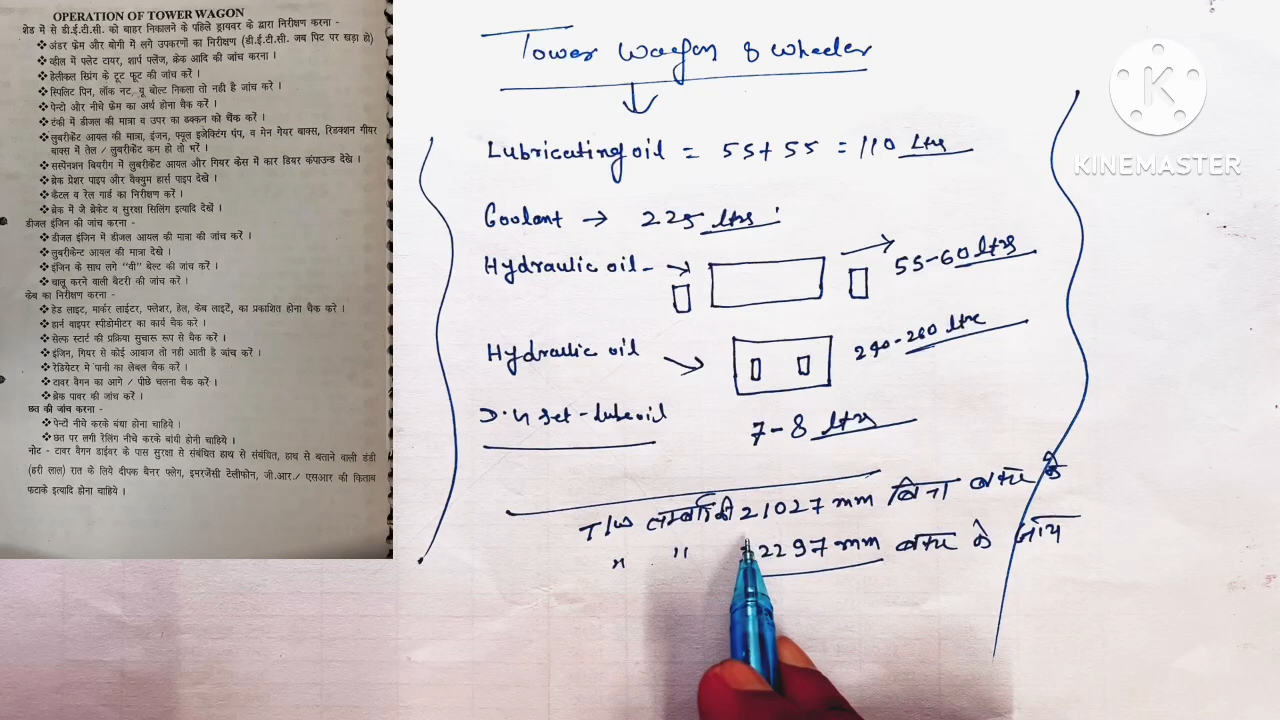 OPERATION OF TOWER WAGON
शेड में से डी.ई.टी.सी. को बाहर निकालने के पहिले ड्रायवर के द्वारा निरीक्षण करना -
❖ अंडर फ्रेम और बोगी में लगे उपकरणों का निरीक्षण (डी.ई.टी.सी. जब पिट पर खड़ा हो)
❖ व्हील में फ्लेट टायर, शार्प फ्लेंज, क्रेक आदि की जांच करना ।
❖ हेलीकल स्प्रिंग के टूट फूट की जांच करें ।
❖ स्पिलिट पिन, लॉक नट, यू बोल्ट निकला तो नही है जांच करे ।
❖ पेन्टो और नीचे फ्रेम का अर्थ होना चैक करें ।
❖ टंकी में डीजल की मात्रा व उपर का ढक्कन को चैक करें ।
❖ लुबरीकेंट आयल की मात्रा, इंजन, फ्यूल इजेक्टिंग पंप, व मेन गेयर बाक्स, रिडक्शन गीयर
बाक्स में तेल / लुबरीकेंट कम हो तो भरें ।
❖ सस्पेनशन बियरींग में लुबरीकेंट आयल और गियर केस में कार डियर कंपाउन्ड देखे ।
❖ ब्रेक प्रेशर पाइप और वैक्युम हार्स पाइप देखे ।
❖ कैटल व रेल गार्ड का निरीक्षण करें ।
❖ ब्रेक में जै ब्रेकेट व सुरक्षा सिलिंग इत्यादि देखें ।
डीजल इंजिन की जांच करना -
❖ डीजल इंजिन में डीजल आयल की मात्रा की जांच करें ।
❖ लुबरीकेन्ट आयल की मात्रा देखे ।
❖ इंजिन के साथ लगे "वी" बेल्ट की जांच करें ।
❖ चालू करने वाली बैटरी की जांच करें ।
केब का निरीक्षण करना -
❖ हेड लाइट, मार्कर लाईटर, फ्लेशर, हेल, केब लाइटें, का प्रकाशित होना चैक करे ।
❖ हार्न वाइपर स्पीडोमीटर का कार्य चैक करे ।
❖ सेल्फ स्टार्ट की प्रक्रिया सुचारू रूप से चैक करें ।
❖ इंजिन, गियर से कोई आवाज तो नही आती है जांच करें ।
❖ रेडियेटर में पानी का लेबल चैक करें ।
❖ टावर वैगन का आगे / पीछे चलना चैक करें ।
❖ ब्रेक पावर की जांच करें ।
छत की जांच करना -
❖ पेन्टों नीचे करके बंधा होना चाहिये ।
❖ छत पर लगी रेलिंग नीचे करके बांधी होनी चाहिये ।
नोट - टावर वैगन ड्राईवर के पास सुरक्षा से संबंधित हाथ से संबंधित, हाथ से बताने वाली डंडी
(हरी लाल) रात के लिये दीपक बैनर फ्लेग, इमरजेंसी टेलीफोन, जी.आर./ एसआर की किताब
फटाके इत्यादि होना चाहिये ।
Tower Wagon 8 wheeler
Lubricating oil = 55+55 = 110 Ltrs
Coolant → 225 ltrs
Hydraulic oil - → 55-60 ltrs
Hydraulic oil → 240-260 ltrs
D.G set - lube oil 7-8 ltrs
T/W लम्बाई की 21027 mm बिना बफर के
" " 2297 mm बफर के साथ
K
KINEMASTER